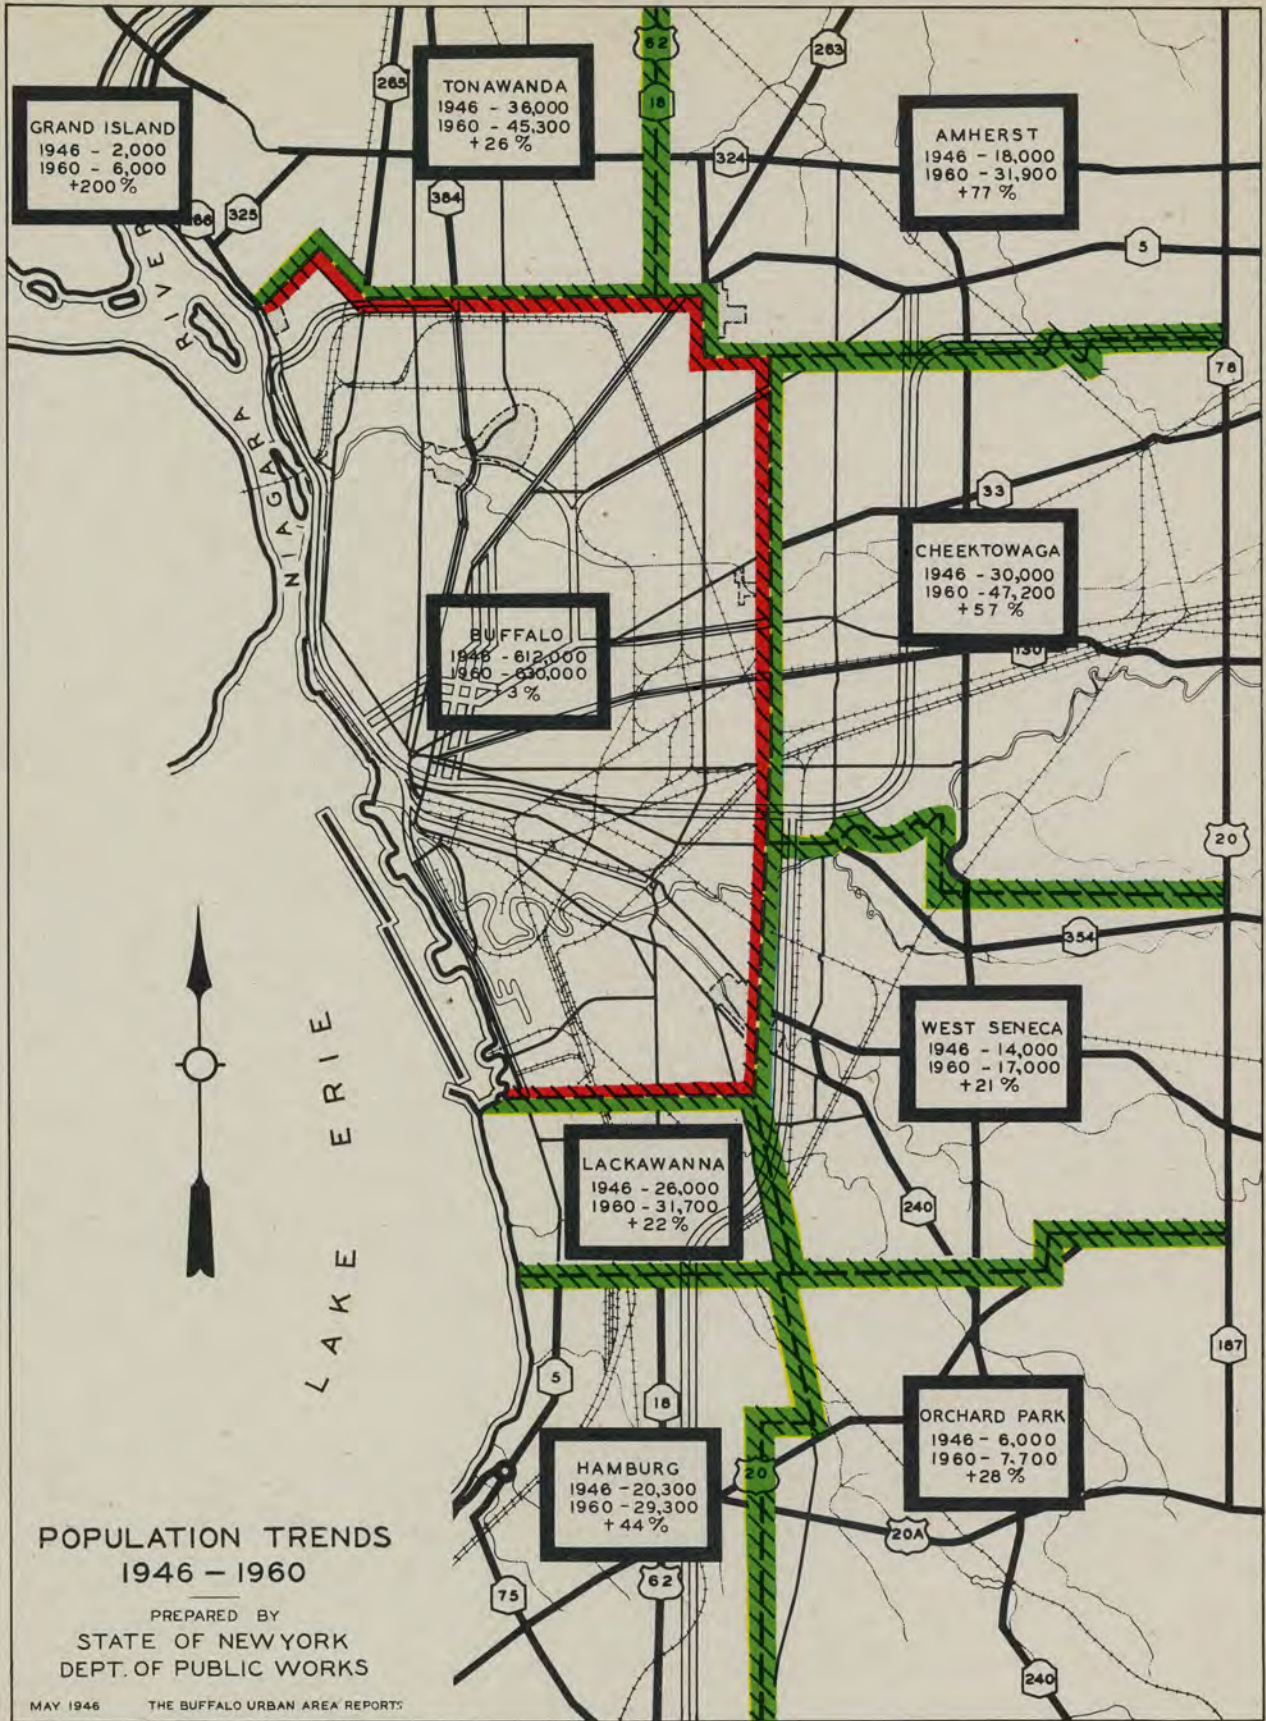 62
263
265
TONAWANDA
1946 - 36,000
1960 - 45,300
+26 %
18
GRAND ISLAND
1946 - 2,000
1960 - 6,000
+200 %
AMHERST
1946 - 18,000
1960 - 31,900
+77 %
324
384
325
5
NIAGARA RIVER
78
33
CHEEKTOWAGA
1946 - 30,000
1960 - 47,200
+57 %
130
BUFFALO
1946 - 612,000
1960 - 630,000
3 %
20
354
WEST SENECA
1946 - 14,000
1960 - 17,000
+21 %
LAKE ERIE
LACKAWANNA
1946 - 26,000
1960 - 31,700
+22 %
240
187
5
18
ORCHARD PARK
1946 - 6,000
1960 - 7,700
+28 %
HAMBURG
1946 - 20,300
1960 - 29,300
+44 %
20
20A
62
75
240
POPULATION TRENDS
1946 - 1960
PREPARED BY
STATE OF NEW YORK
DEPT. OF PUBLIC WORKS
MAY 1946 THE BUFFALO URBAN AREA REPORTS